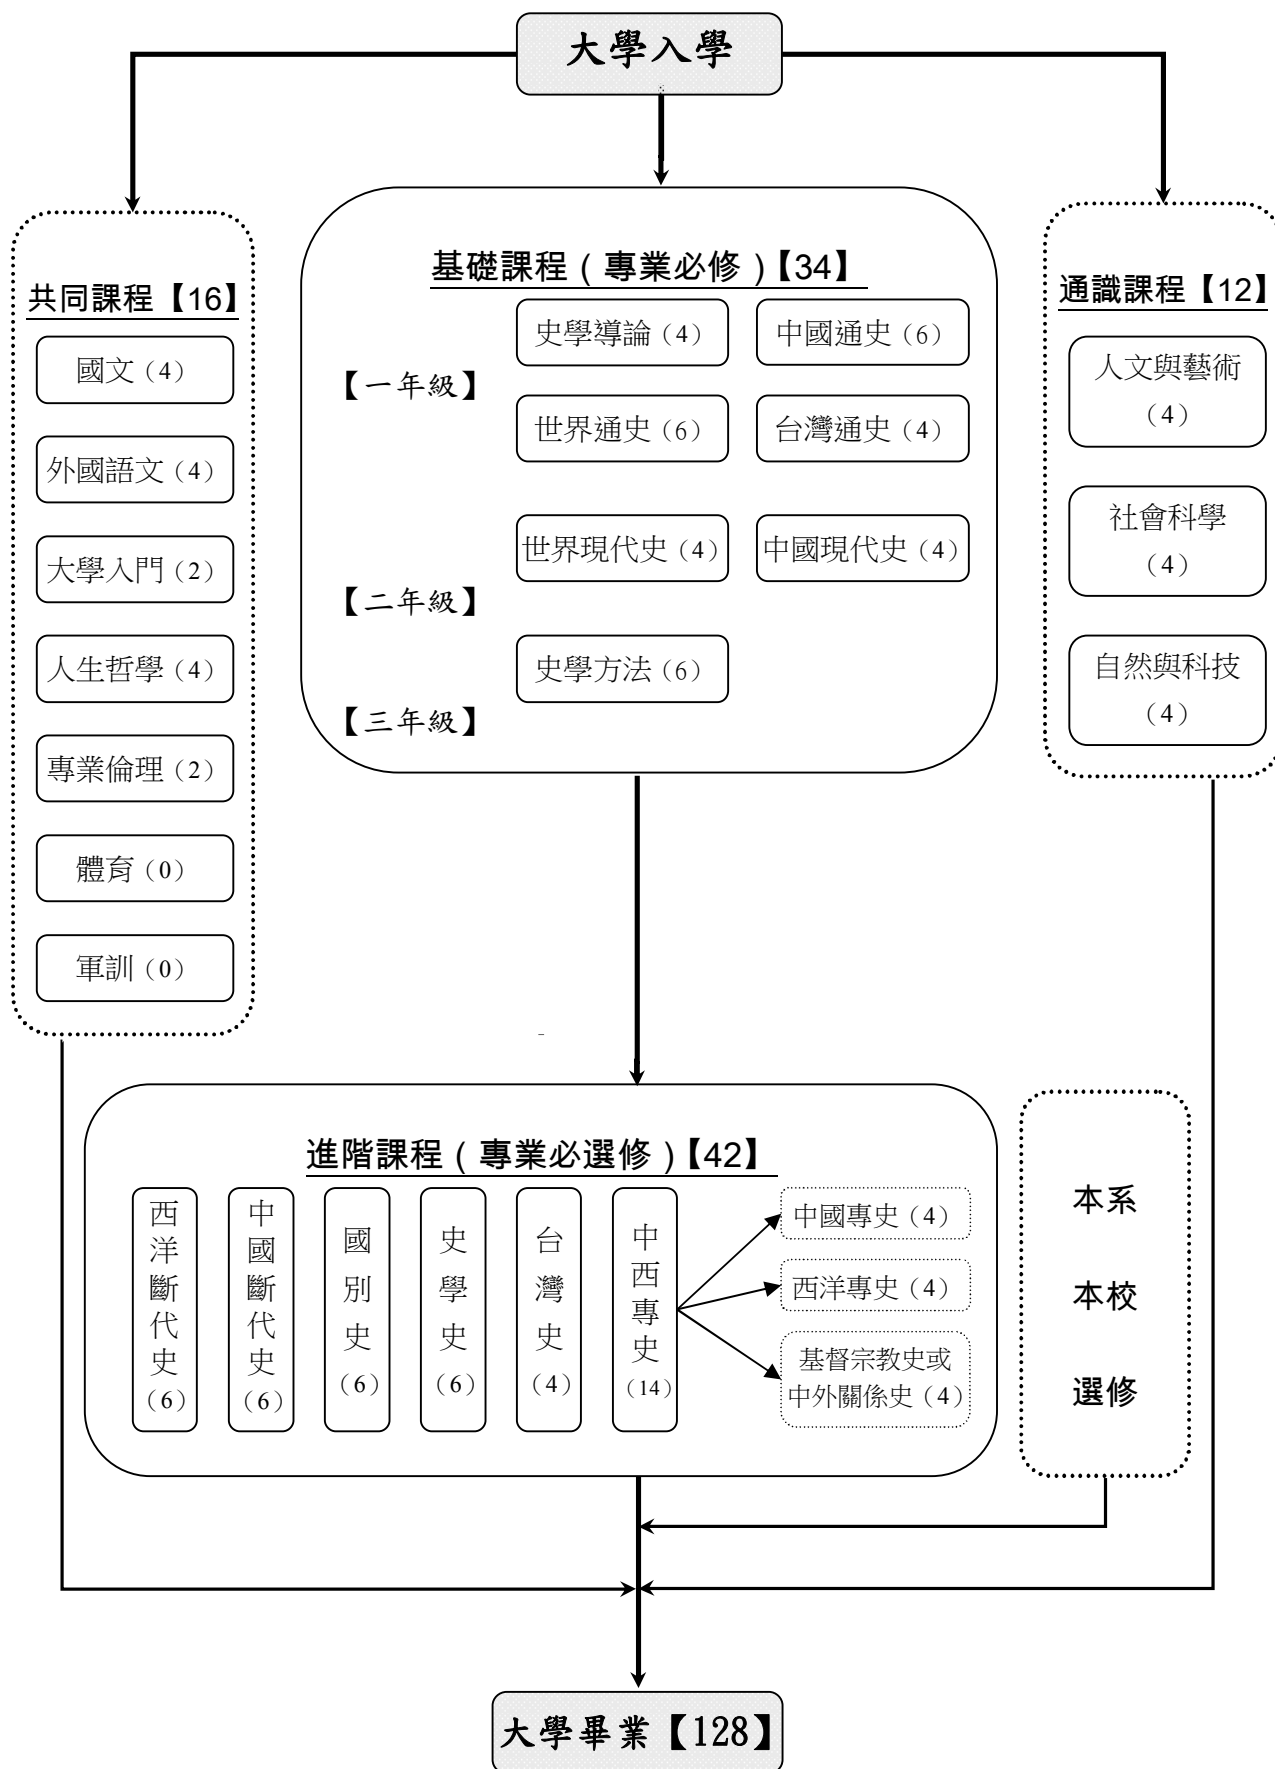 大學入學
共同課程【16】
國文（4）
外國語文（4）
大學入門（2）
人生哲學（4）
專業倫理（2）
體育（0）
軍訓（0）
基礎課程（專業必修）【34】
【一年級】
史學導論（4）
中國通史（6）
世界通史（6）
台灣通史（4）
【二年級】
世界現代史（4）
中國現代史（4）
【三年級】
史學方法（6）
通識課程【12】
人文與藝術
（4）
社會科學
（4）
自然與科技
（4）
進階課程（專業必選修）【42】
西洋斷代史（6）
中國斷代史（6）
國別史（6）
史學史（6）
台灣史（4）
中西專史（14）
中國專史（4）
西洋專史（4）
基督宗教史或
中外關係史（4）
本系
本校
選修
大學畢業【128】